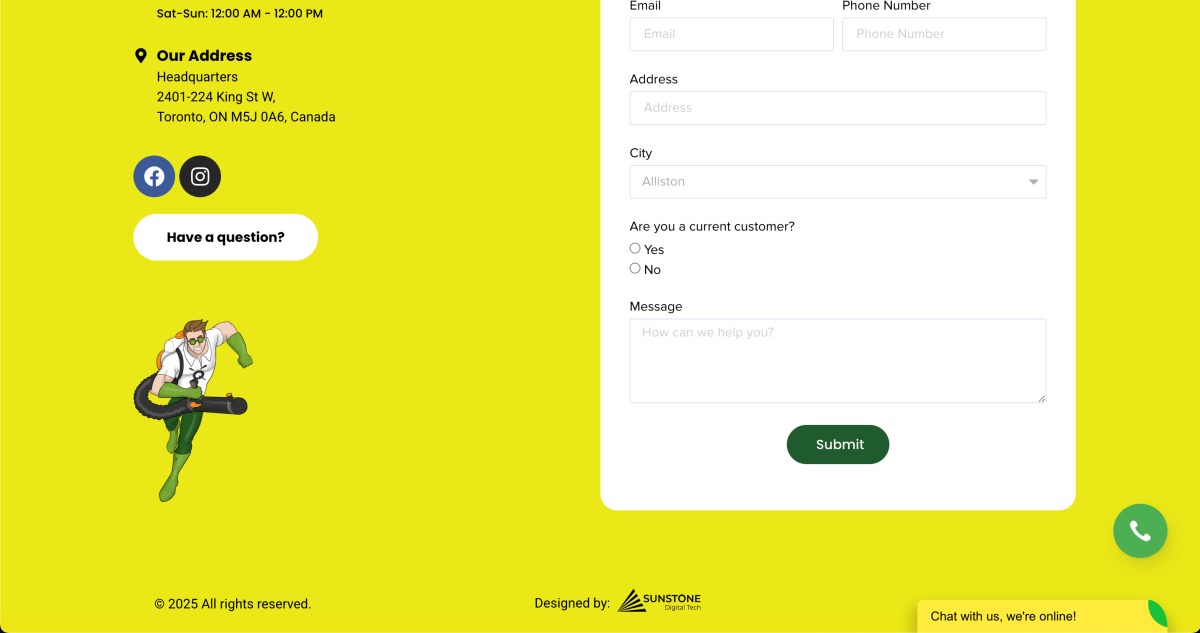 Sat-Sun: 12:00 AM - 12:00 PM
Our Address
Headquarters
2401-224 King St W,
Toronto, ON M5J 0A6, Canada
Have a question?
Email
Phone Number
Email
Phone Number
Address
Address
City
Alliston
Are you a current customer?
Yes
No
Message
How can we help you?
Submit
© 2025 All rights reserved.
Designed by:
SUNSTONE
Digital Tech
Chat with us, we're online!